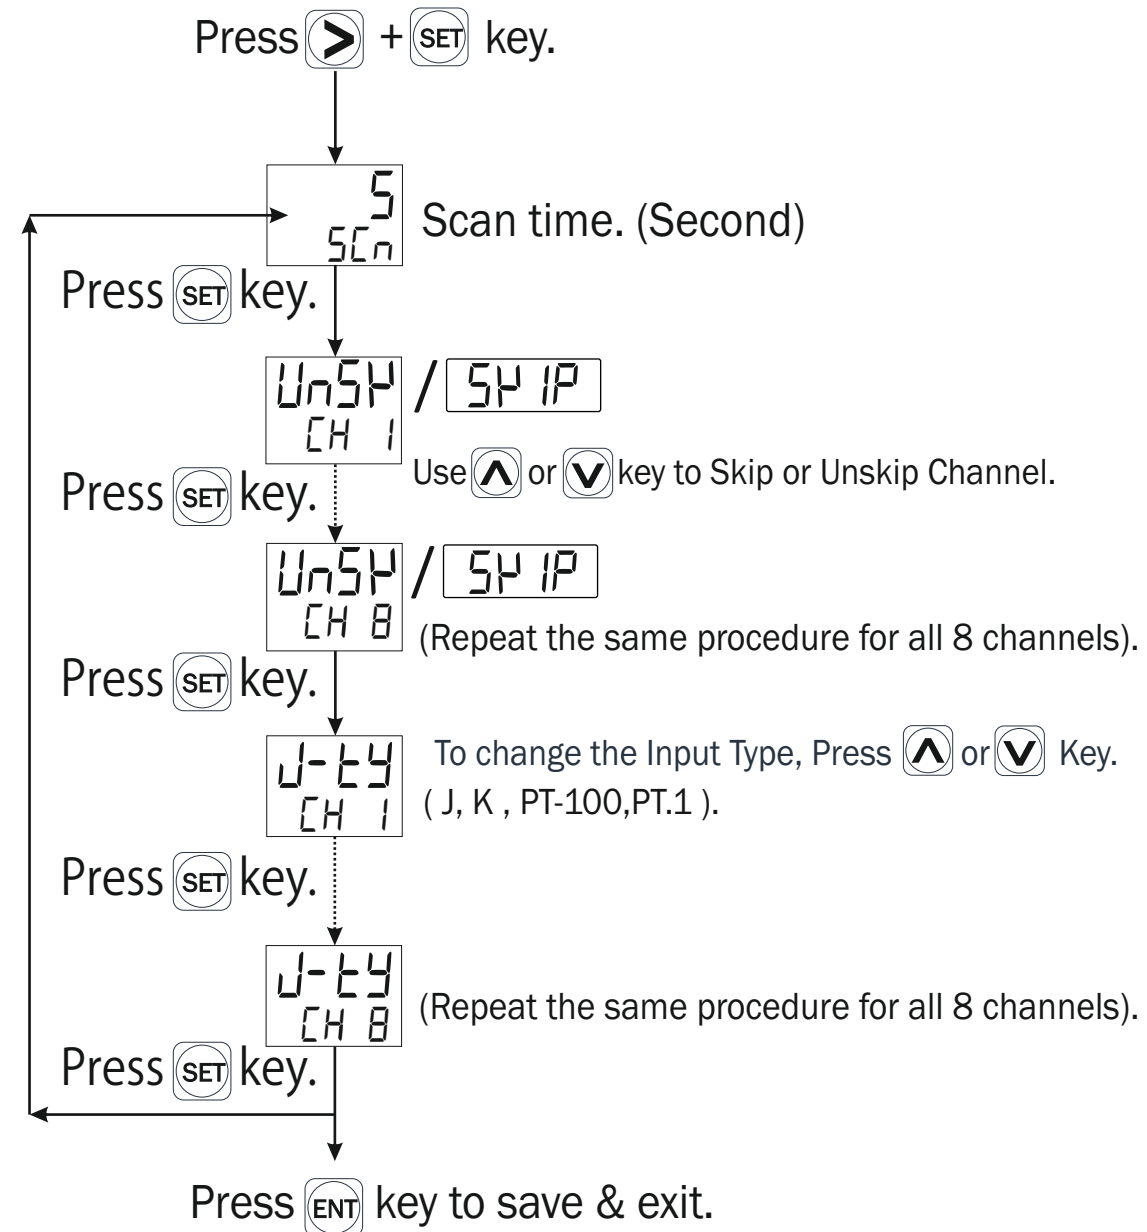 Press > + SET key.
5
SCn Scan time. (Second)
Press SET key.
UnSK / SKIP
CH 1
Use ∧ or ∨ key to Skip or Unskip Channel.
Press SET key.
UnSK / SKIP
CH 8
(Repeat the same procedure for all 8 channels).
Press SET key.
J-ty
CH 1
To change the Input Type, Press ∧ or ∨ Key.
( J, K , PT-100,PT.1 ).
Press SET key.
J-ty
CH 8
(Repeat the same procedure for all 8 channels).
Press SET key.
Press ENT key to save & exit.